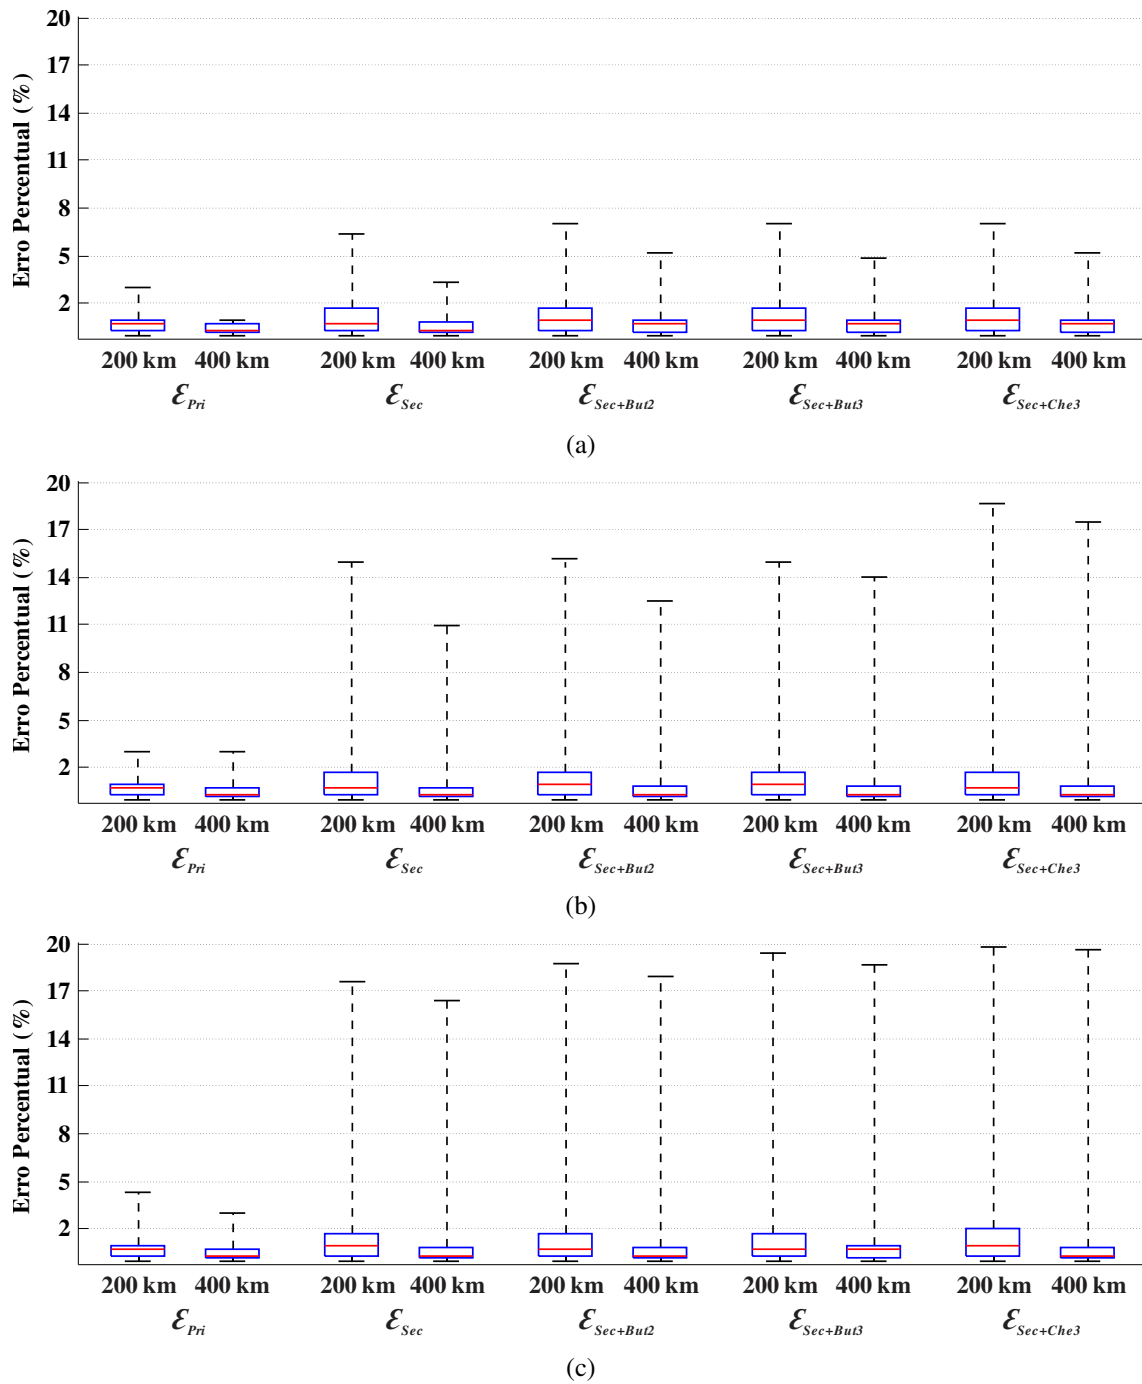 20
17
14
11
8
5
2
Erro Percentual (%)
200 km 400 km 200 km 400 km 200 km 400 km 200 km 400 km 200 km 400 km
ℰPri ℰSec ℰSec+But2 ℰSec+But3 ℰSec+Che3
(a)
20
17
14
11
8
5
2
Erro Percentual (%)
200 km 400 km 200 km 400 km 200 km 400 km 200 km 400 km 200 km 400 km
ℰPri ℰSec ℰSec+But2 ℰSec+But3 ℰSec+Che3
(b)
20
17
14
11
8
5
2
Erro Percentual (%)
200 km 400 km 200 km 400 km 200 km 400 km 200 km 400 km 200 km 400 km
ℰPri ℰSec ℰSec+But2 ℰSec+But3 ℰSec+Che3
(c)